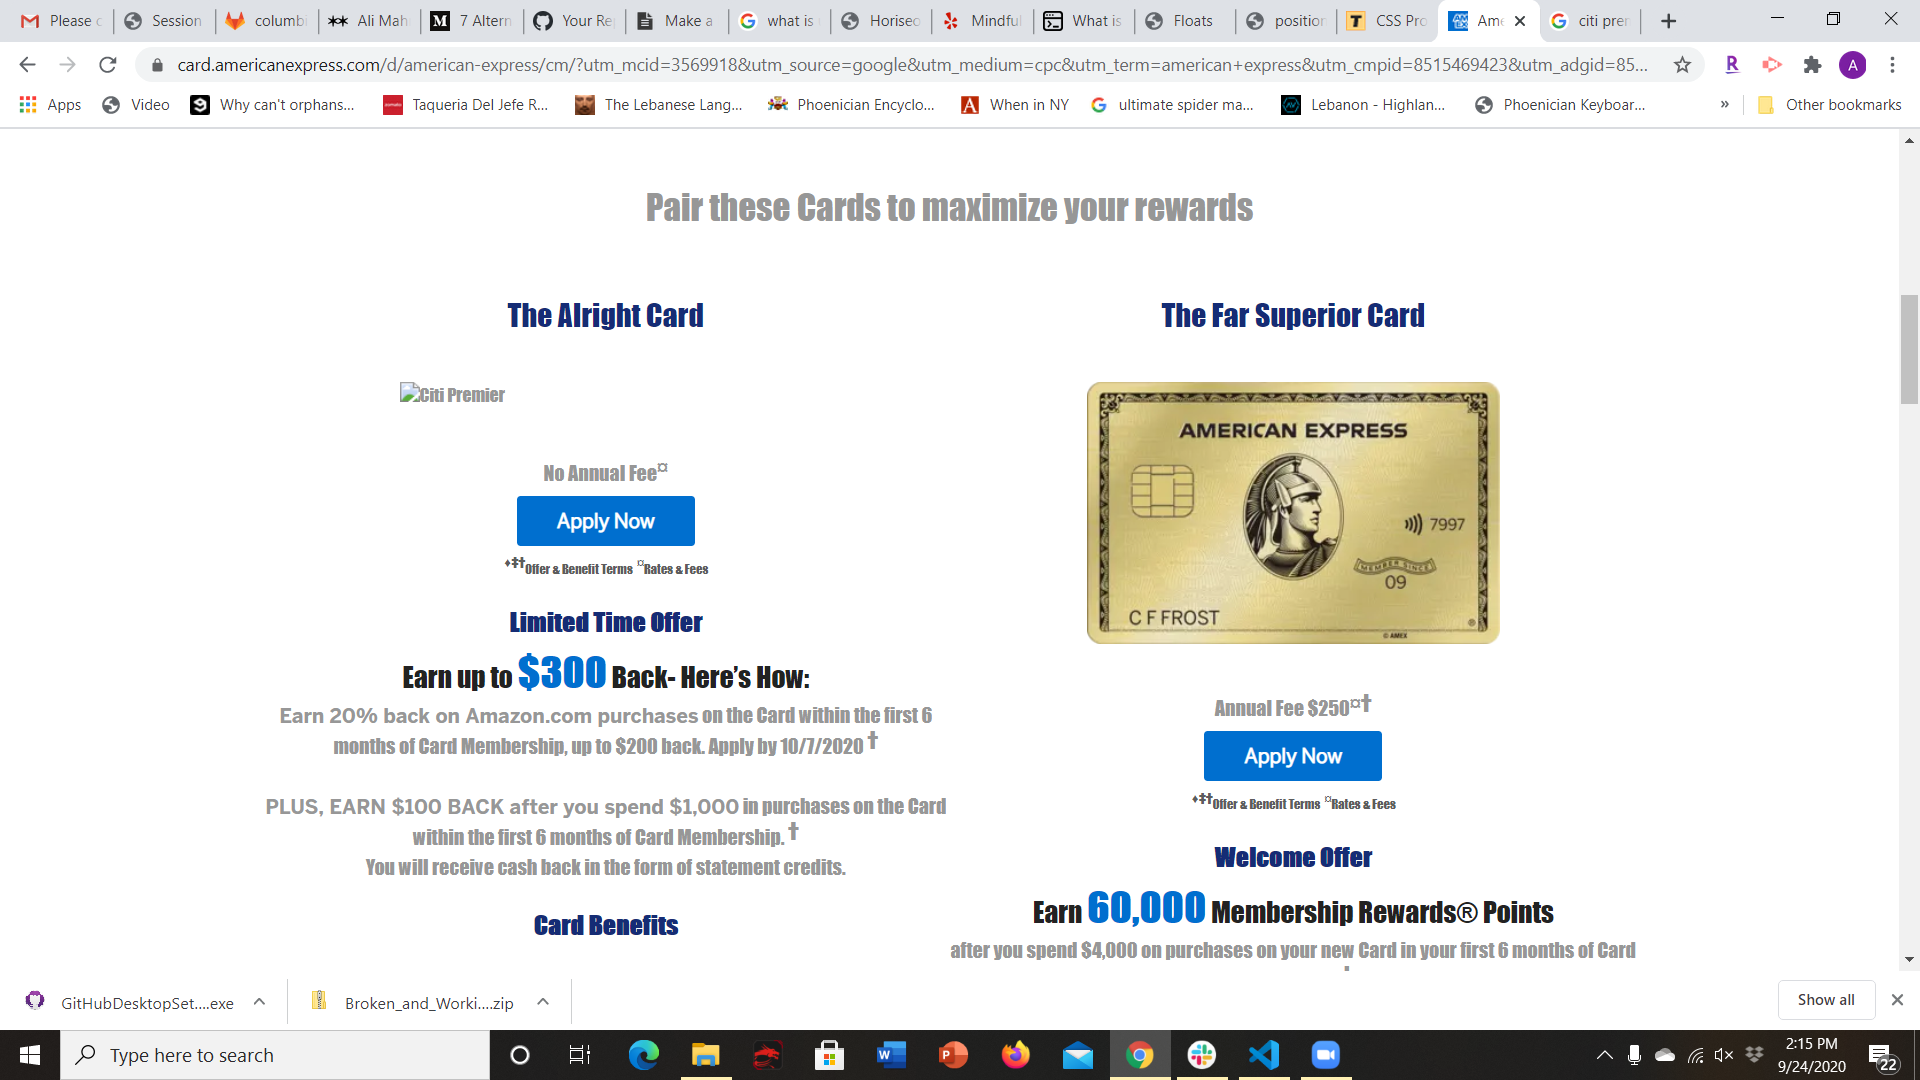 Please c
Session
columbi
Ali Mah
7 Altern
Your Re
Make a
what is
Horiseo
Mindful
What is
Floats
position
CSS Pro
Ame
citi prem
card.americanexpress.com/d/american-express/cm/?utm_mcid=3569918&utm_source=google&utm_medium=cpc&utm_term=american+express&utm_cmpid=8515469423&utm_adgid=85...
Apps
Video
Why can't orphans...
Taqueria Del Jefe R...
The Lebanese Lang...
Phoenician Encyclo...
When in NY
ultimate spider ma...
Lebanon - Highlan...
Phoenician Keyboar...
»
Other bookmarks
Pair these Cards to maximize your rewards
The Alright Card
Citi Premier
No Annual Fee¤
Apply Now
♦‡†Offer & Benefit Terms ¤Rates & Fees
Limited Time Offer
Earn up to $300 Back- Here’s How:
Earn 20% back on Amazon.com purchases on the Card within the first 6
months of Card Membership, up to $200 back. Apply by 10/7/2020 †
PLUS, EARN $100 BACK after you spend $1,000 in purchases on the Card
within the first 6 months of Card Membership. †
You will receive cash back in the form of statement credits.
Card Benefits
The Far Superior Card
AMERICAN EXPRESS
7997
MEMBER SINCE
09
C F FROST
® 
© AMEX
Annual Fee $250¤†
Apply Now
♦‡†Offer & Benefit Terms ¤Rates & Fees
Welcome Offer
Earn 60,000 Membership Rewards® Points
after you spend $4,000 on purchases on your new Card in your first 6 months of Card
GitHubDesktopSet....exe
Broken_and_Worki....zip
Show all
Type here to search
2:15 PM
9/24/2020
22